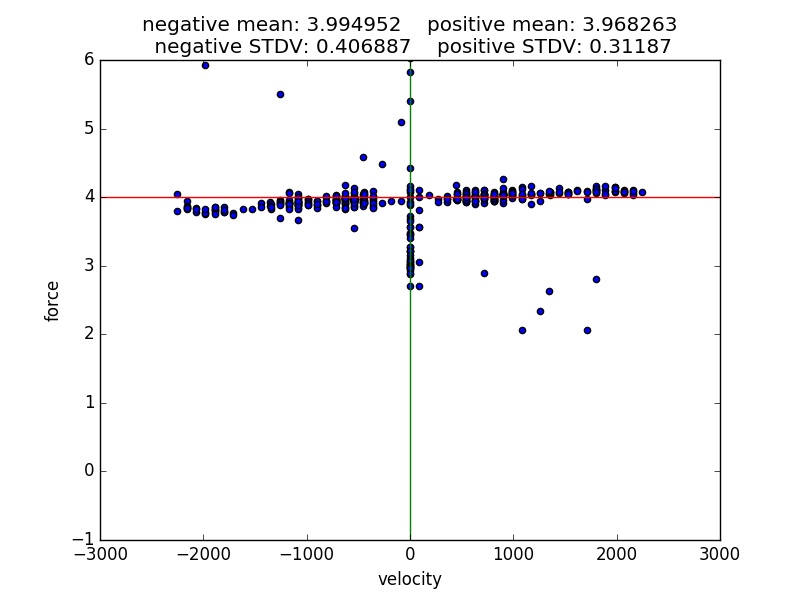 negative mean: 3.994952    positive mean: 3.968263
negative STDV: 0.406887    positive STDV: 0.31187
6
5
4
3
2
1
0
−1
force
−3000 −2000 −1000 0 1000 2000 3000
velocity